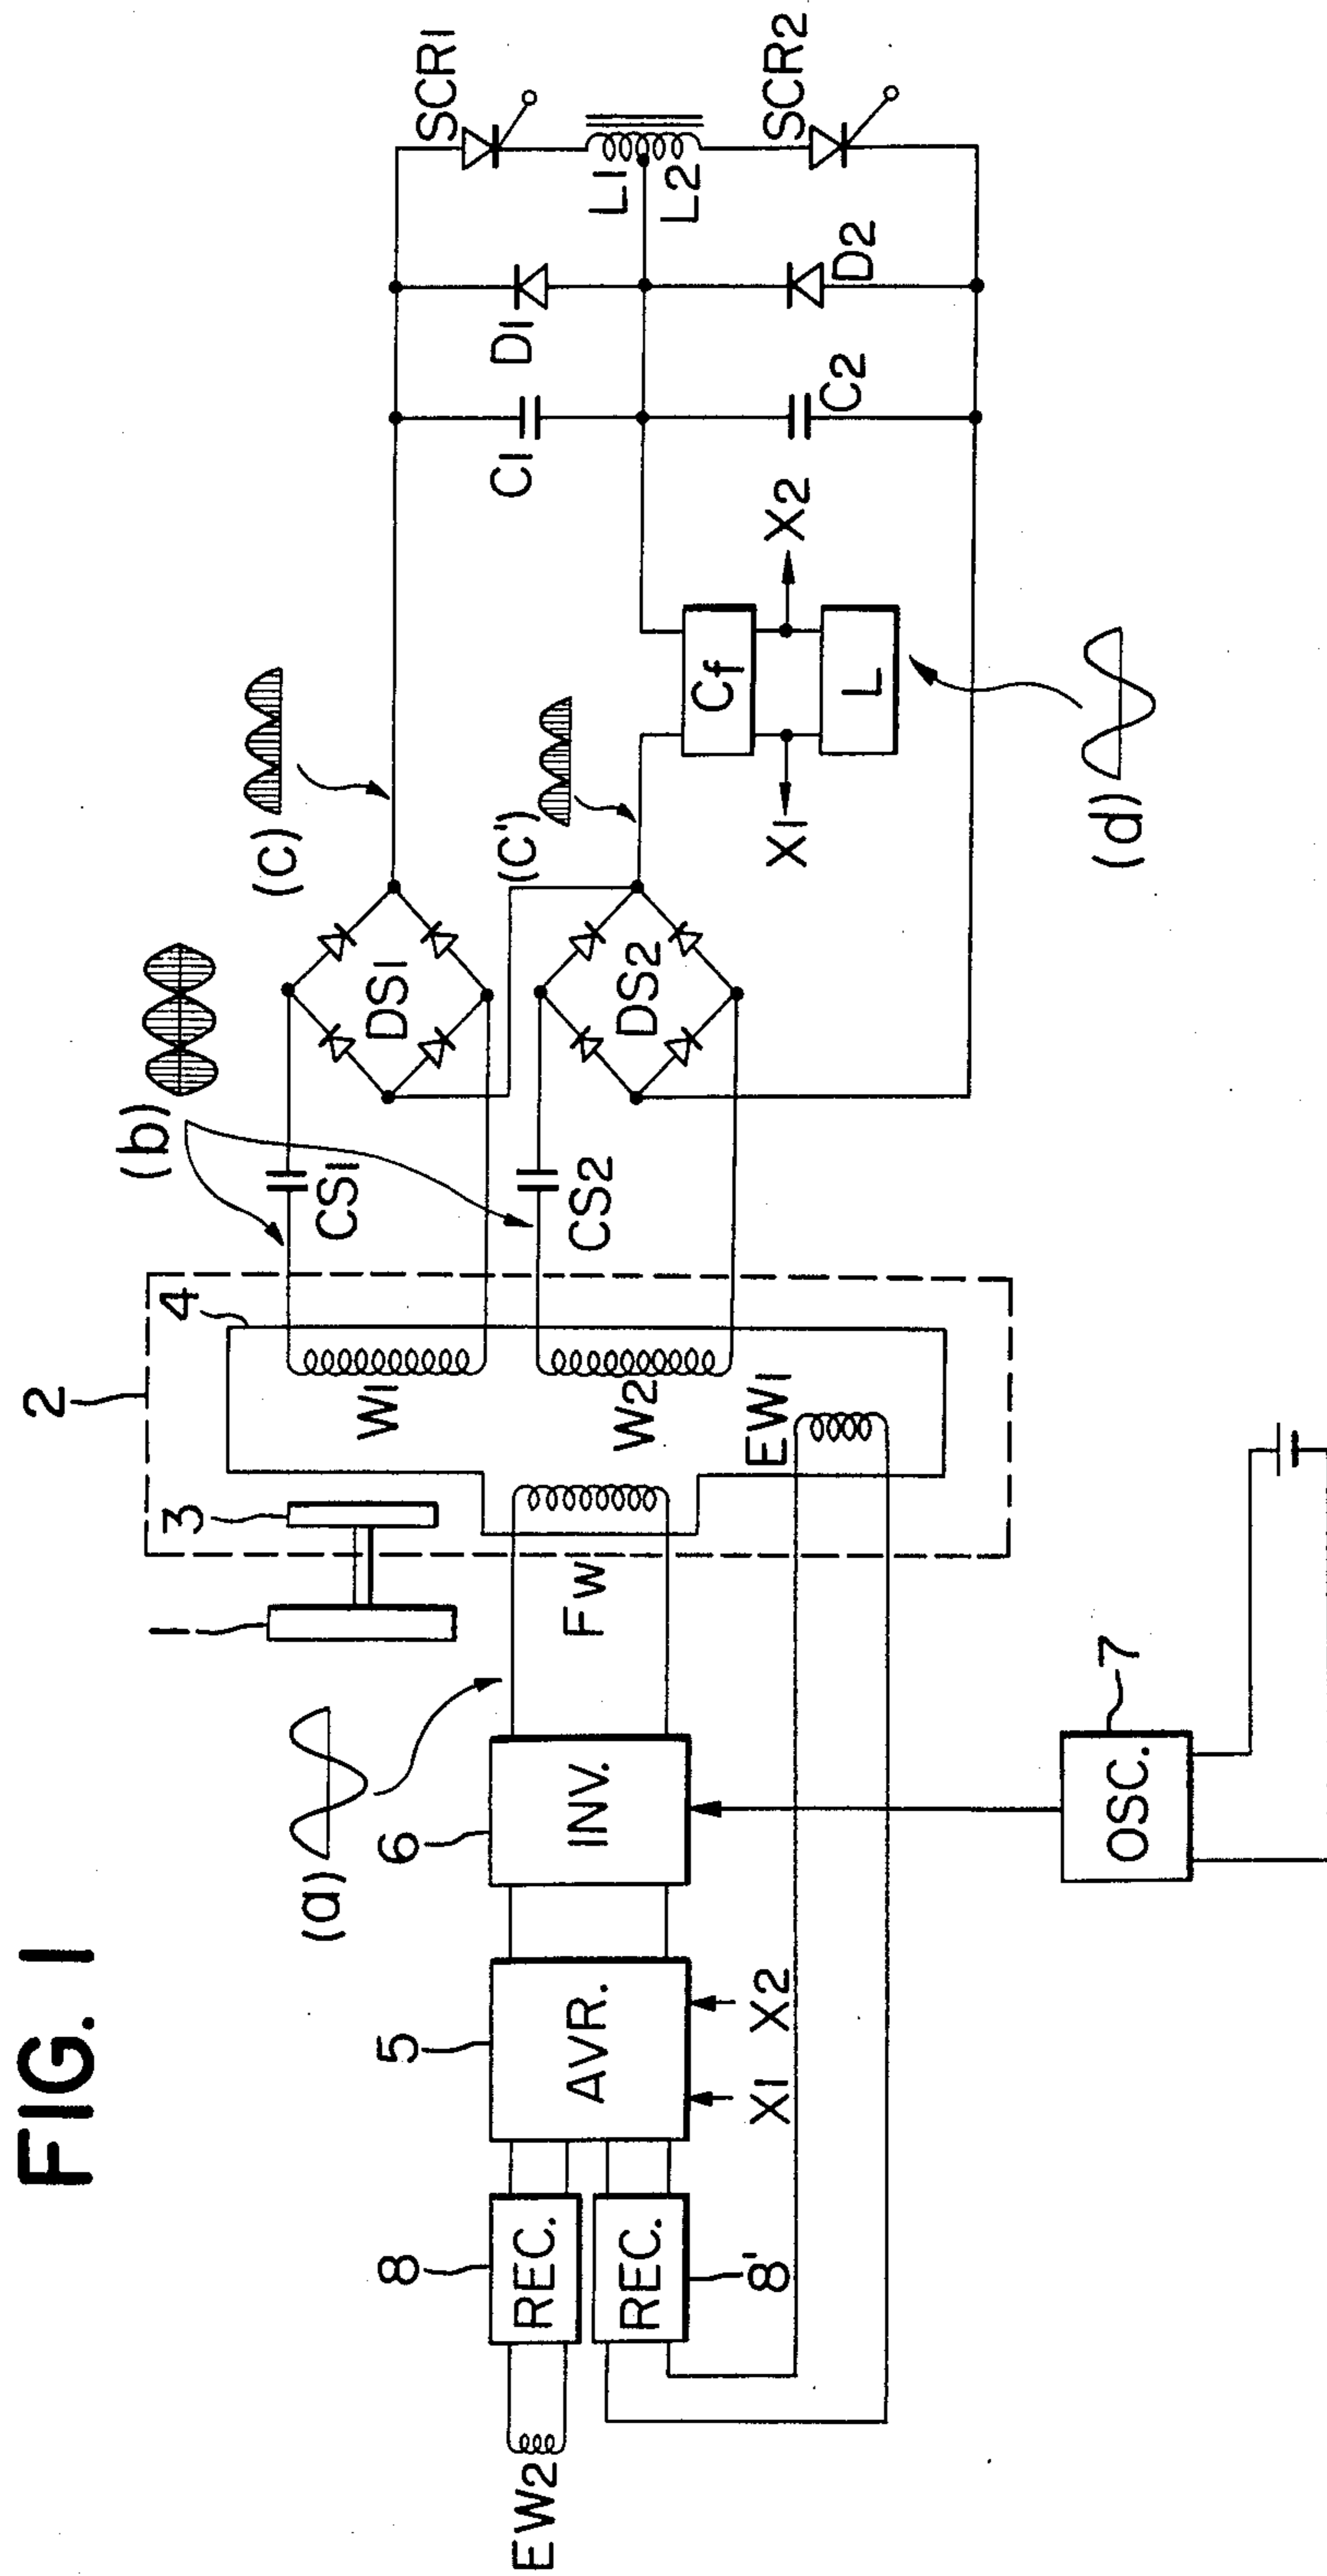 FIG. 1
(a)
(b)
(C)
(C')
(d)
1
2
3
4
5
6
7
8
8'
EW2
REC.
REC.
AVR.
X1
X2
INV.
OSC.
Fw
W1
W2
EW1
CS1
CS2
DS1
DS2
Cf
L
X1
X2
C1
C2
D1
D2
L1
L2
SCR1
SCR2